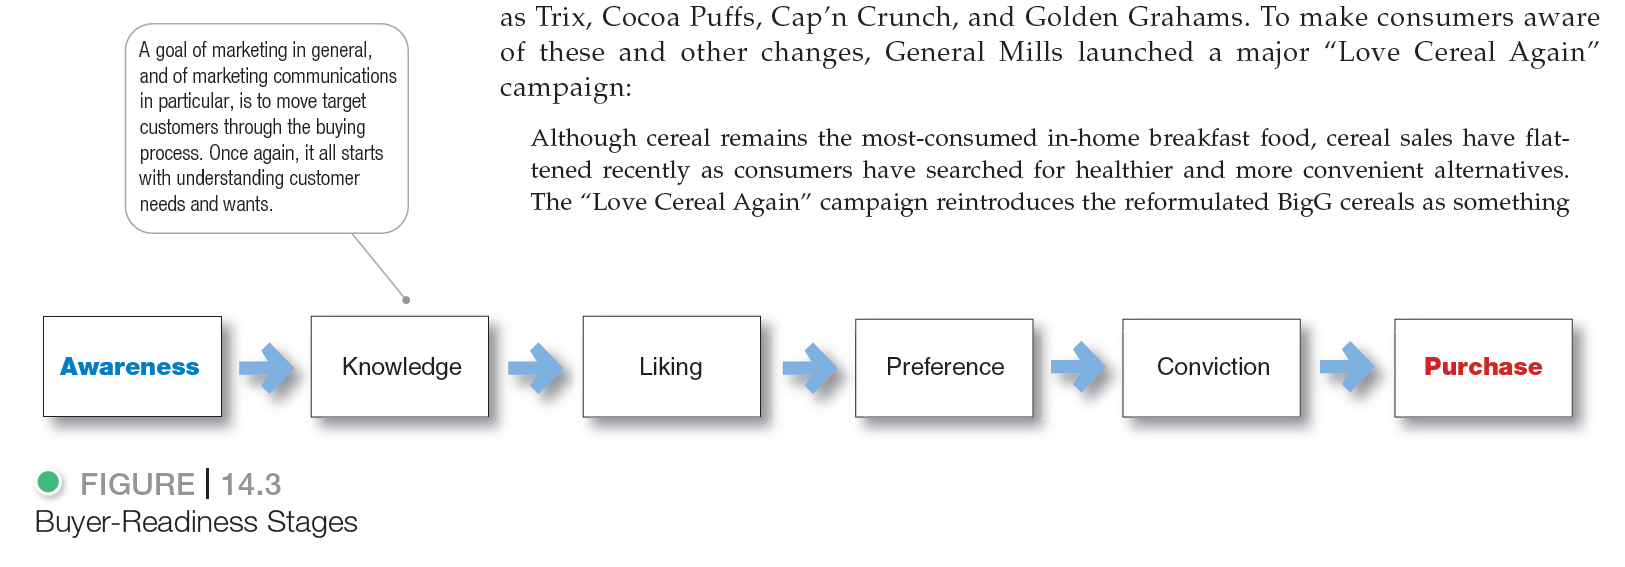 as Trix, Cocoa Puffs, Cap’n Crunch, and Golden Grahams. To make consumers aware
of these and other changes, General Mills launched a major “Love Cereal Again”
campaign:
Although cereal remains the most-consumed in-home breakfast food, cereal sales have flat-
tened recently as consumers have searched for healthier and more convenient alternatives.
The “Love Cereal Again” campaign reintroduces the reformulated BigG cereals as something
A goal of marketing in general,
and of marketing communications
in particular, is to move target
customers through the buying
process. Once again, it all starts
with understanding customer
needs and wants.
Awareness
Knowledge
Liking
Preference
Conviction
Purchase
FIGURE | 14.3
Buyer-Readiness Stages